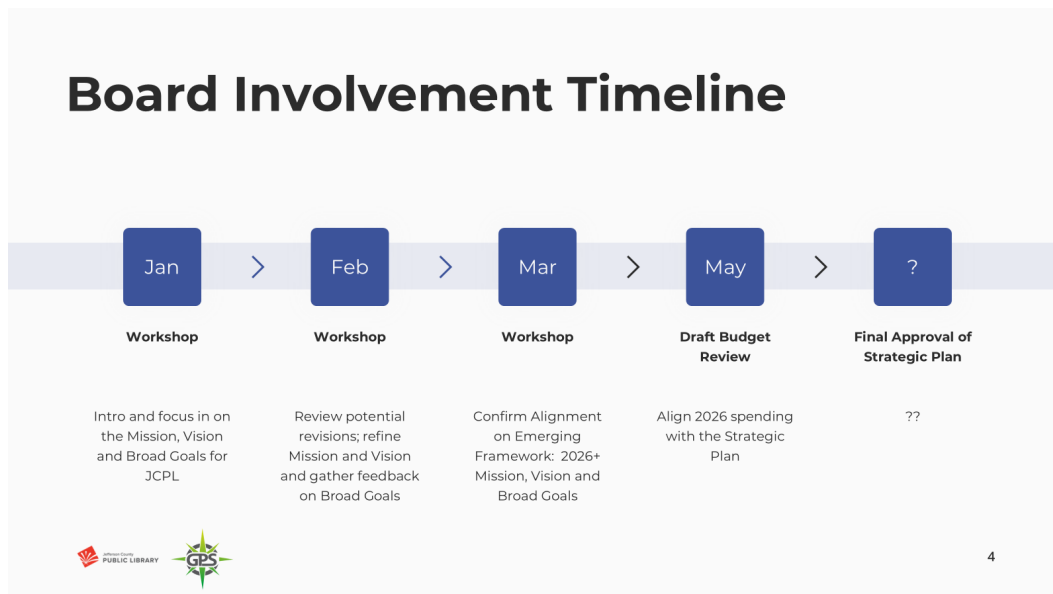 Board Involvement Timeline
Jan
Feb
Mar
May
?
Workshop
Workshop
Workshop
Draft Budget
Review
Final Approval of
Strategic Plan
Intro and focus in on
the Mission, Vision
and Broad Goals for
JCPL
Review potential
revisions; refine
Mission and Vision
and gather feedback
on Broad Goals
Confirm Alignment
on Emerging
Framework:  2026+
Mission, Vision and
Broad Goals
Align 2026 spending
with the Strategic
Plan
??
Jefferson County
PUBLIC LIBRARY
GPS
4